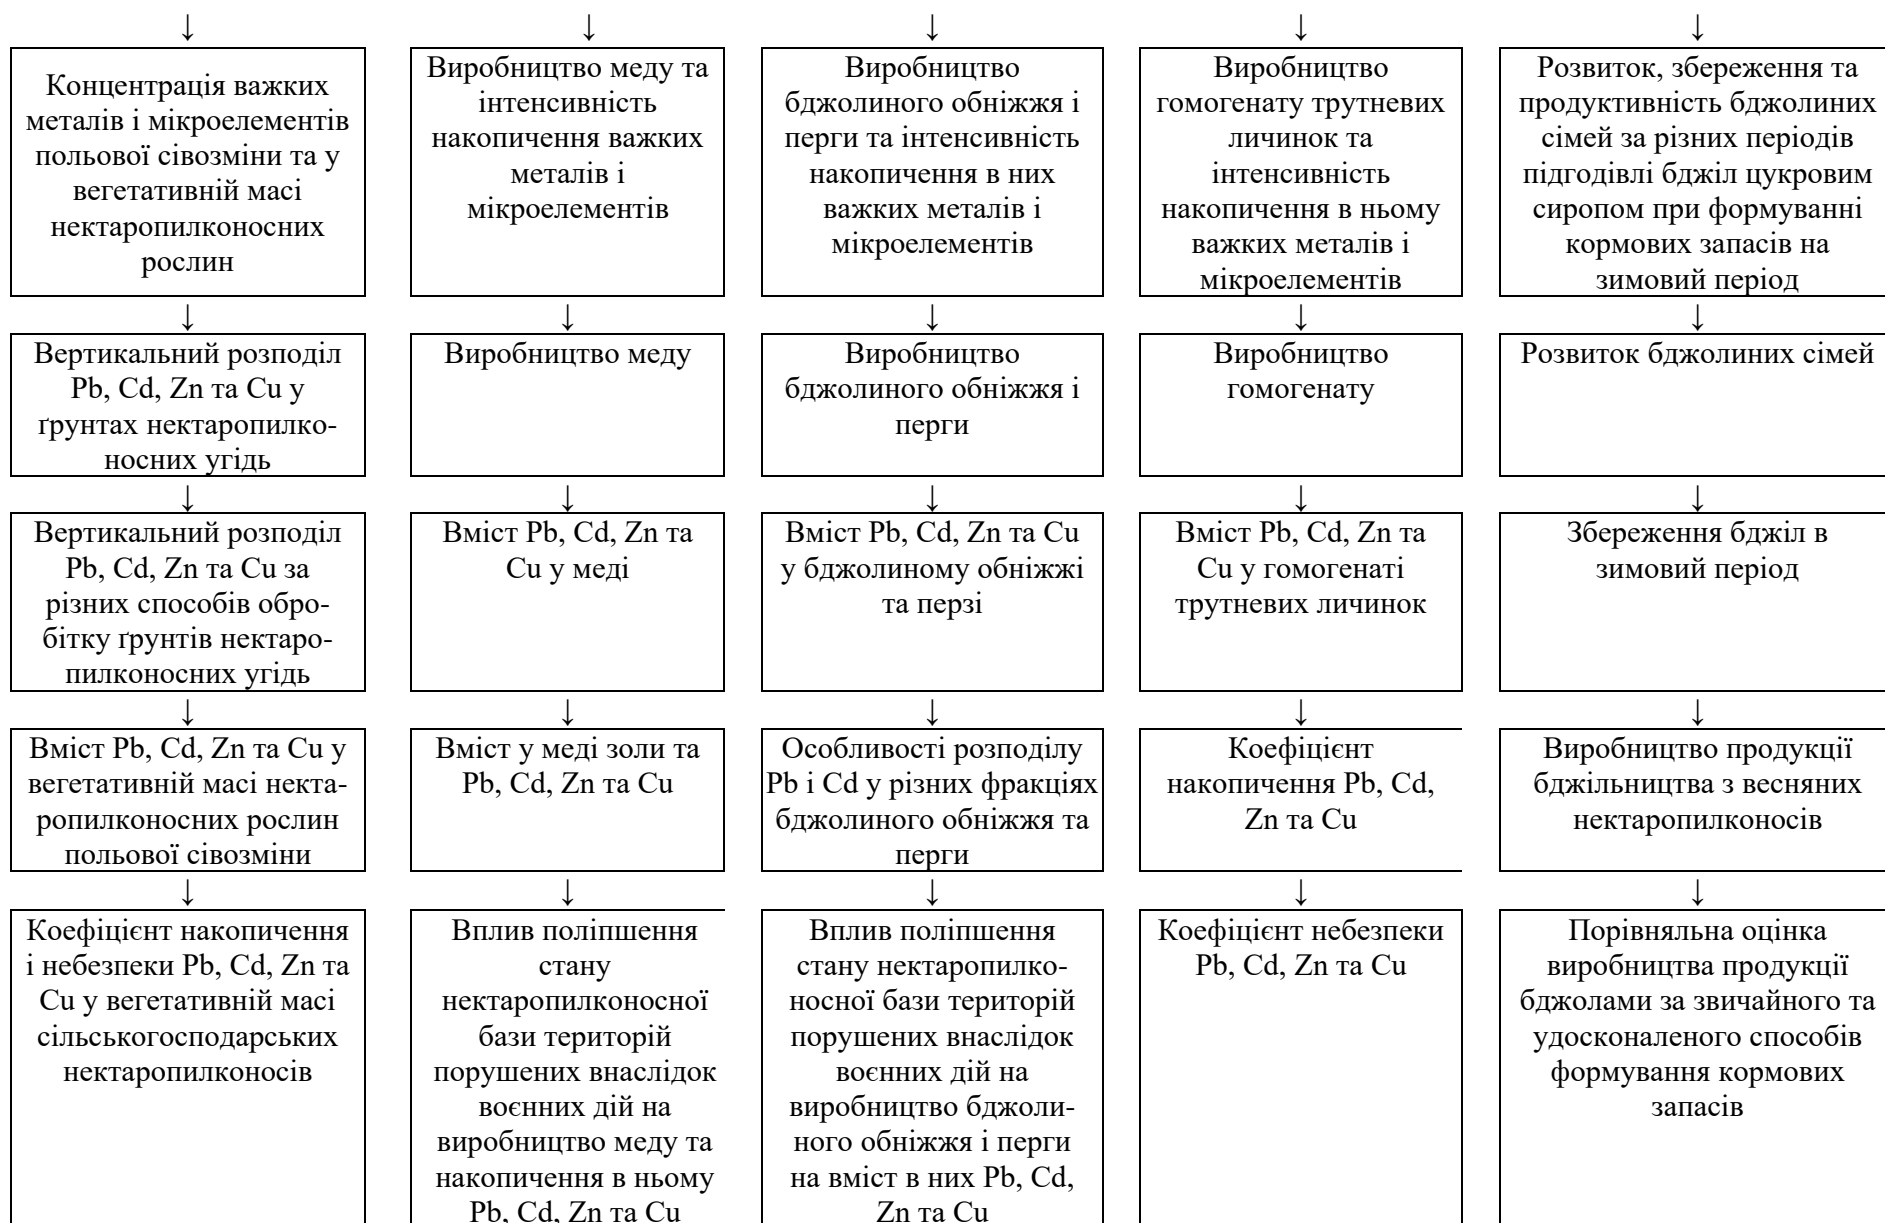 ↓ ↓ ↓ ↓ ↓
Концентрація важких
металів і мікроелементів
польової сівозміни та у
вегетативній масі
нектаропилконосних
рослин
Виробництво меду та
інтенсивність
накопичення важких
металів і
мікроелементів
Виробництво
бджолиного обніжжя і
перги та інтенсивність
накопичення в них
важких металів і
мікроелементів
Виробництво
гомогенату трутневих
личинок та
інтенсивність
накопичення в ньому
важких металів і
мікроелементів
Розвиток, збереження та
продуктивність бджолиних
сімей за різних періодів
підгодівлі бджіл цукровим
сиропом при формуванні
кормових запасів на
зимовий період
↓ ↓ ↓ ↓ ↓
Вертикальний розподіл
Pb, Cd, Zn та Cu у
ґрунтах нектаропилко-
носних угідь
Виробництво меду
Виробництво
бджолиного обніжжя і
перги
Виробництво
гомогенату
Розвиток бджолиних сімей
↓ ↓ ↓ ↓ ↓
Вертикальний розподіл
Pb, Cd, Zn та Cu за
різних способів обро-
бітку ґрунтів нектаро-
пилконосних угідь
Вміст Pb, Cd, Zn та
Cu у меді
Вміст Pb, Cd, Zn та Cu
у бджолиному обніжжі
та перзі
Вміст Pb, Cd, Zn та
Cu у гомогенаті
трутневих личинок
Збереження бджіл в
зимовий період
↓ ↓ ↓ ↓ ↓
Вміст Pb, Cd, Zn та Cu у
вегетативній масі некта-
ропилконосних рослин
польової сівозміни
Вміст у меді золи та
Pb, Cd, Zn та Cu
Особливості розподілу
Pb і Cd у різних фракціях
бджолиного обніжжя та
перги
Коефіцієнт
накопичення Pb, Cd,
Zn та Cu
Виробництво продукції
бджільництва з весняних
нектаропилконосів
↓ ↓ ↓ ↓ ↓
Коефіцієнт накопичення
і небезпеки Pb, Cd, Zn та
Cu у вегетативній масі
сільськогосподарських
нектаропилконосів
Вплив поліпшення
стану
нектаропилконосної
бази територій
порушених внаслідок
воєнних дій на
виробництво меду та
накопичення в ньому
Pb, Cd, Zn та Cu
Вплив поліпшення
стану нектаропилко-
носної бази територій
порушених внаслідок
воєнних дій на
виробництво бджоли-
ного обніжжя і перги
на вміст в них Pb, Cd,
Zn та Cu
Коефіцієнт небезпеки
Pb, Cd, Zn та Cu
Порівняльна оцінка
виробництва продукції
бджолами за звичайного та
удосконаленого способів
формування кормових
запасів